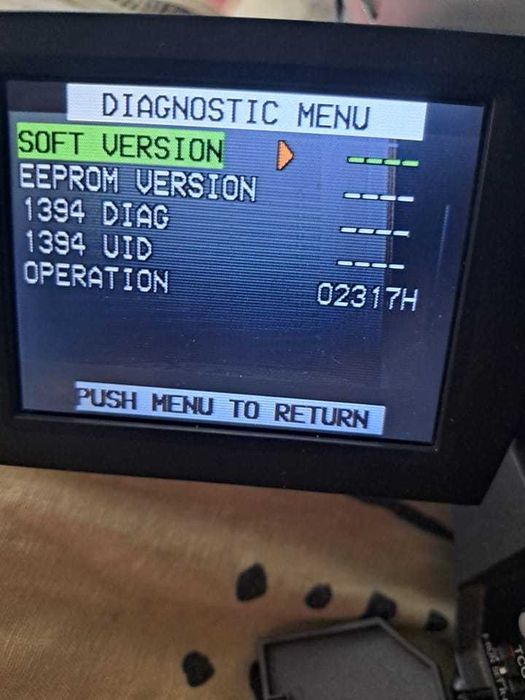 DIAGNOSTIC MENU
SOFT VERSION ----
EEPROM VERSION ----
1394 DIAG ----
1394 UID ----
OPERATION 02317H
PUSH MENU TO RETURN